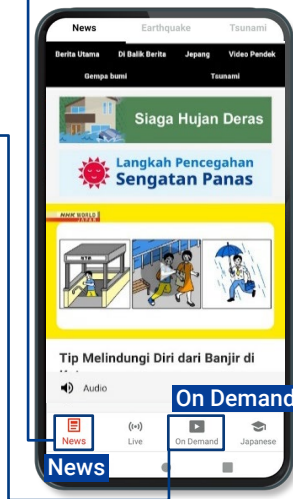 News Earthquake Tsunami
Berita Utama Di Balik Berita Jepang Video Pendek
Gempa bumi Tsunami
Siaga Hujan Deras
Langkah Pencegahan
Sengatan Panas
NHK WORLD
JAPAN
Tip Melindungi Diri dari Banjir di
Audio
On Demand
News Live On Demand Japanese
News